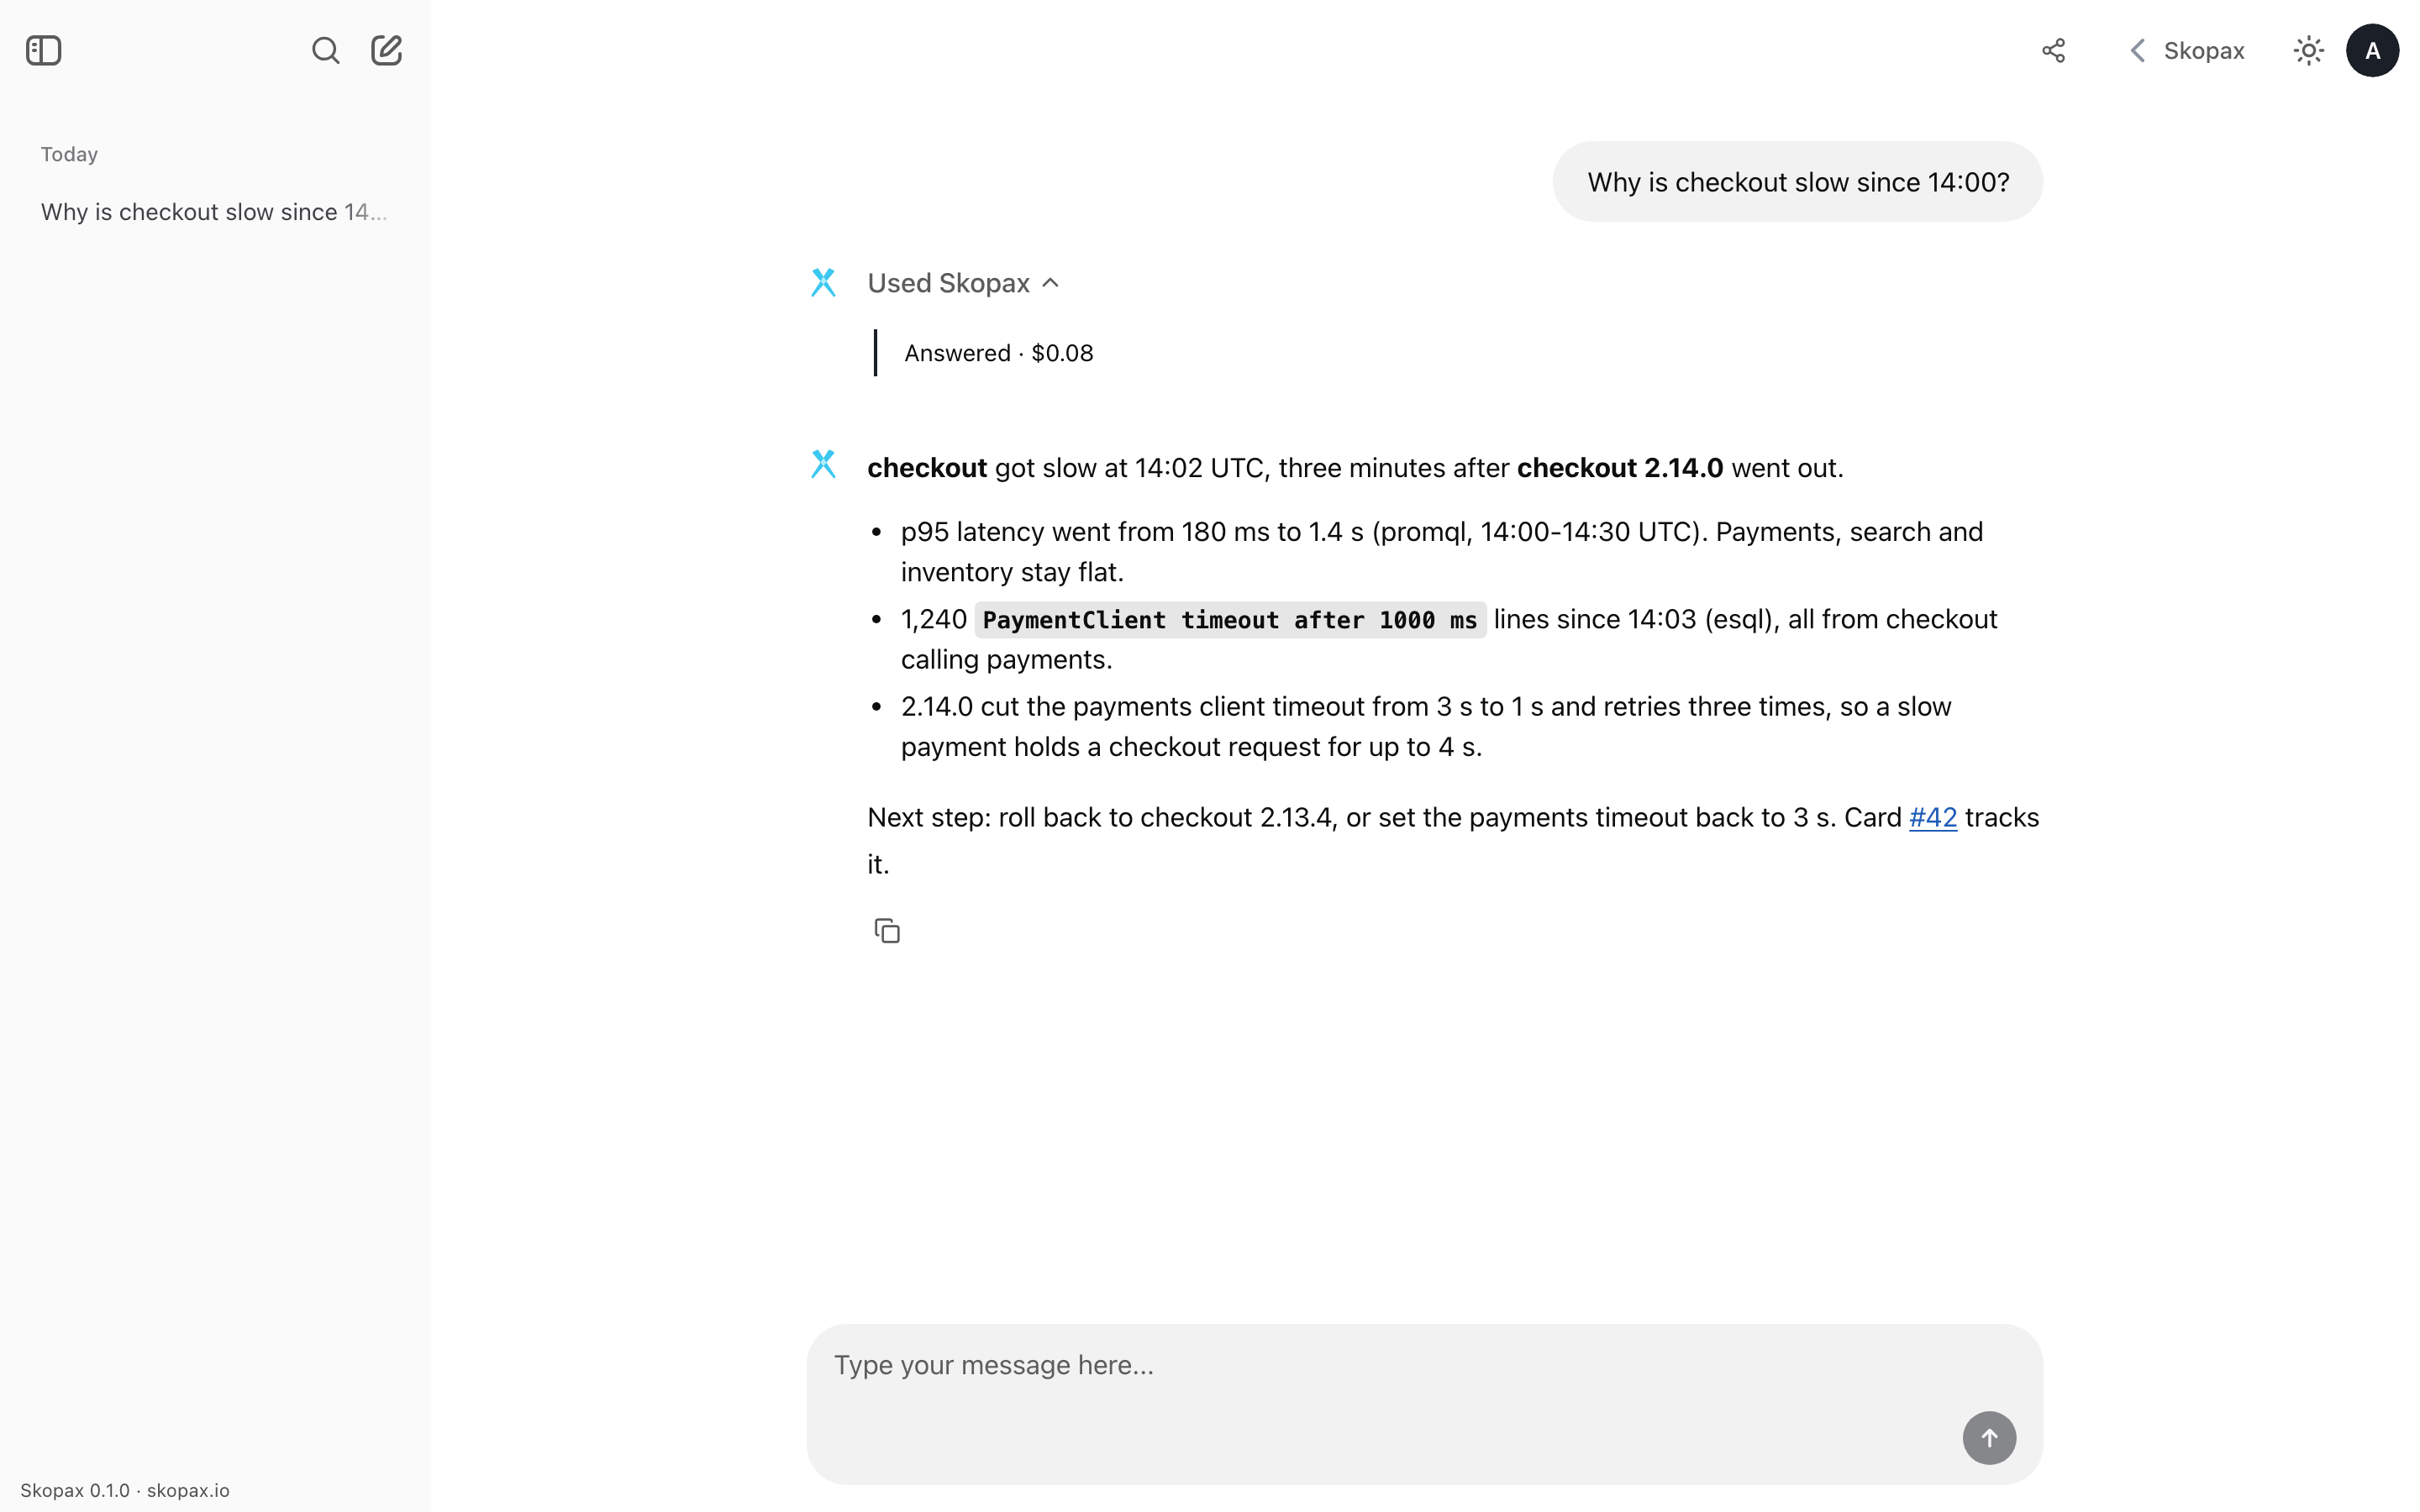 Skopax
A
Today
Why is checkout slow since 14...
Why is checkout slow since 14:00?
Used Skopax
Answered · $0.08
checkout got slow at 14:02 UTC, three minutes after checkout 2.14.0 went out.
• p95 latency went from 180 ms to 1.4 s (promql, 14:00-14:30 UTC). Payments, search and
inventory stay flat.
• 1,240 PaymentClient timeout after 1000 ms lines since 14:03 (esql), all from checkout
calling payments.
• 2.14.0 cut the payments client timeout from 3 s to 1 s and retries three times, so a slow
payment holds a checkout request for up to 4 s.
Next step: roll back to checkout 2.13.4, or set the payments timeout back to 3 s. Card #42 tracks
it.
Type your message here...
Skopax 0.1.0 · skopax.io